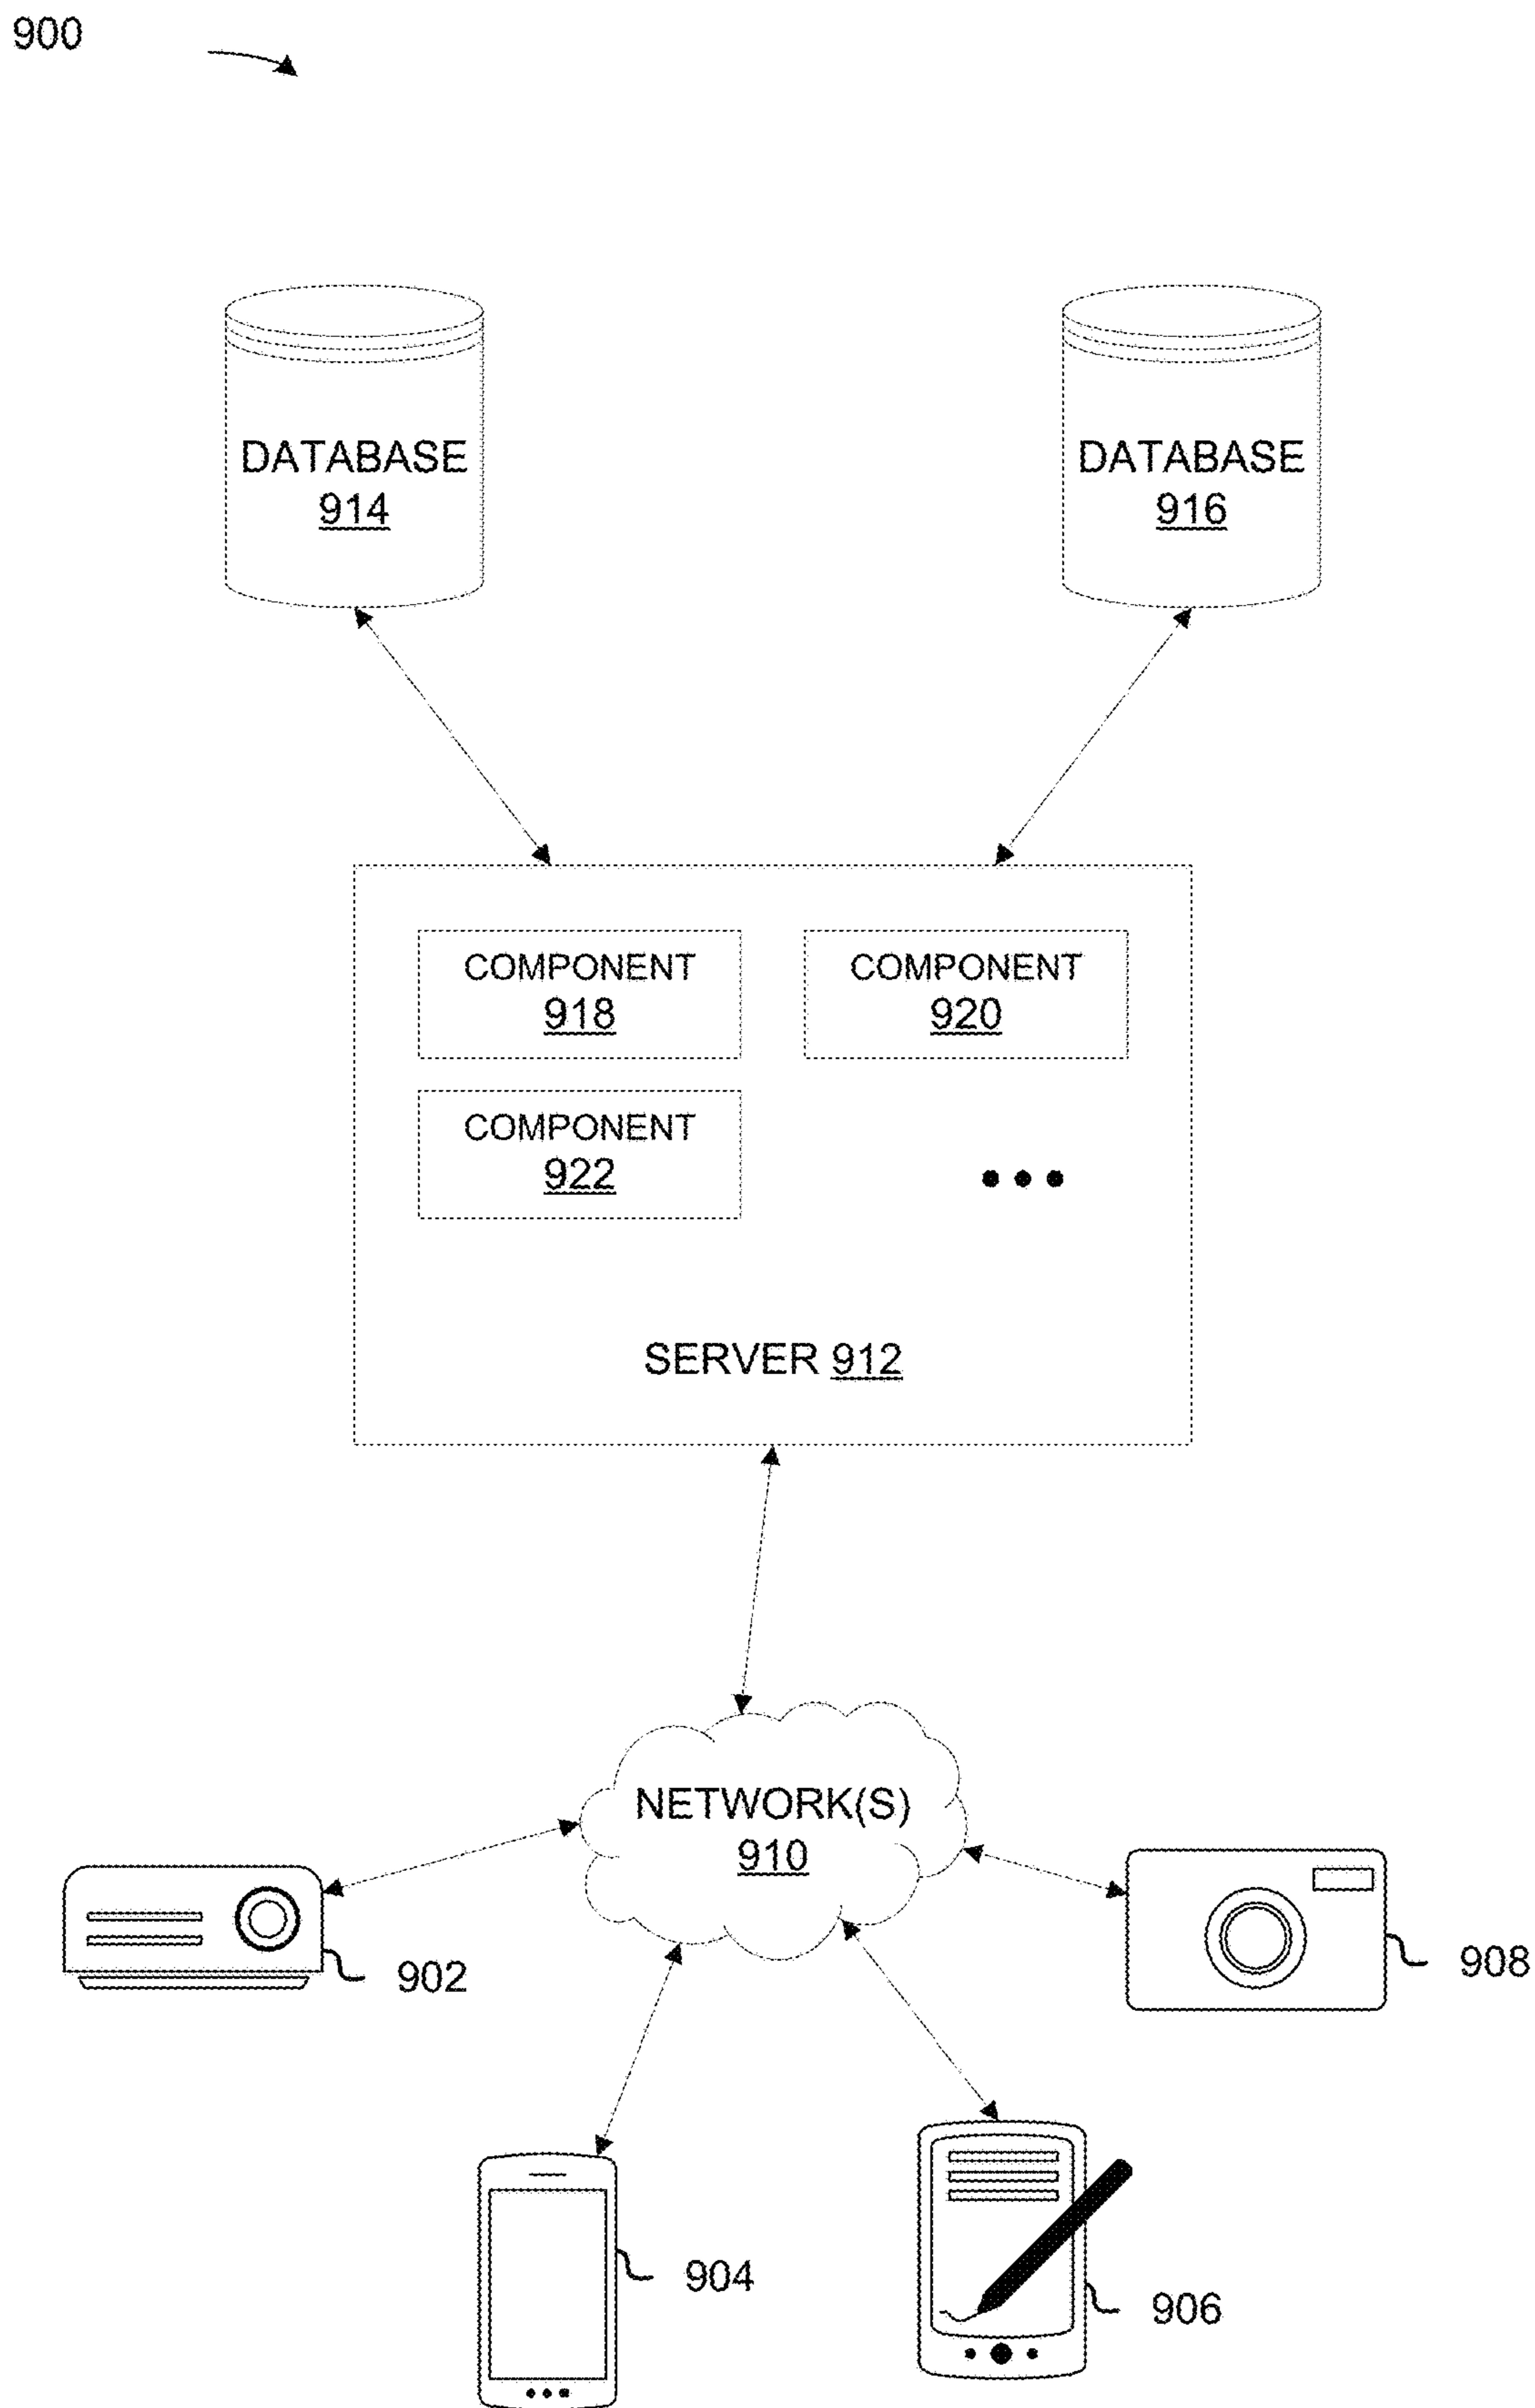 900
DATABASE
914
DATABASE
916
COMPONENT
918
COMPONENT
920
COMPONENT
922
SERVER 912
NETWORK(S)
910
902
908
904
906